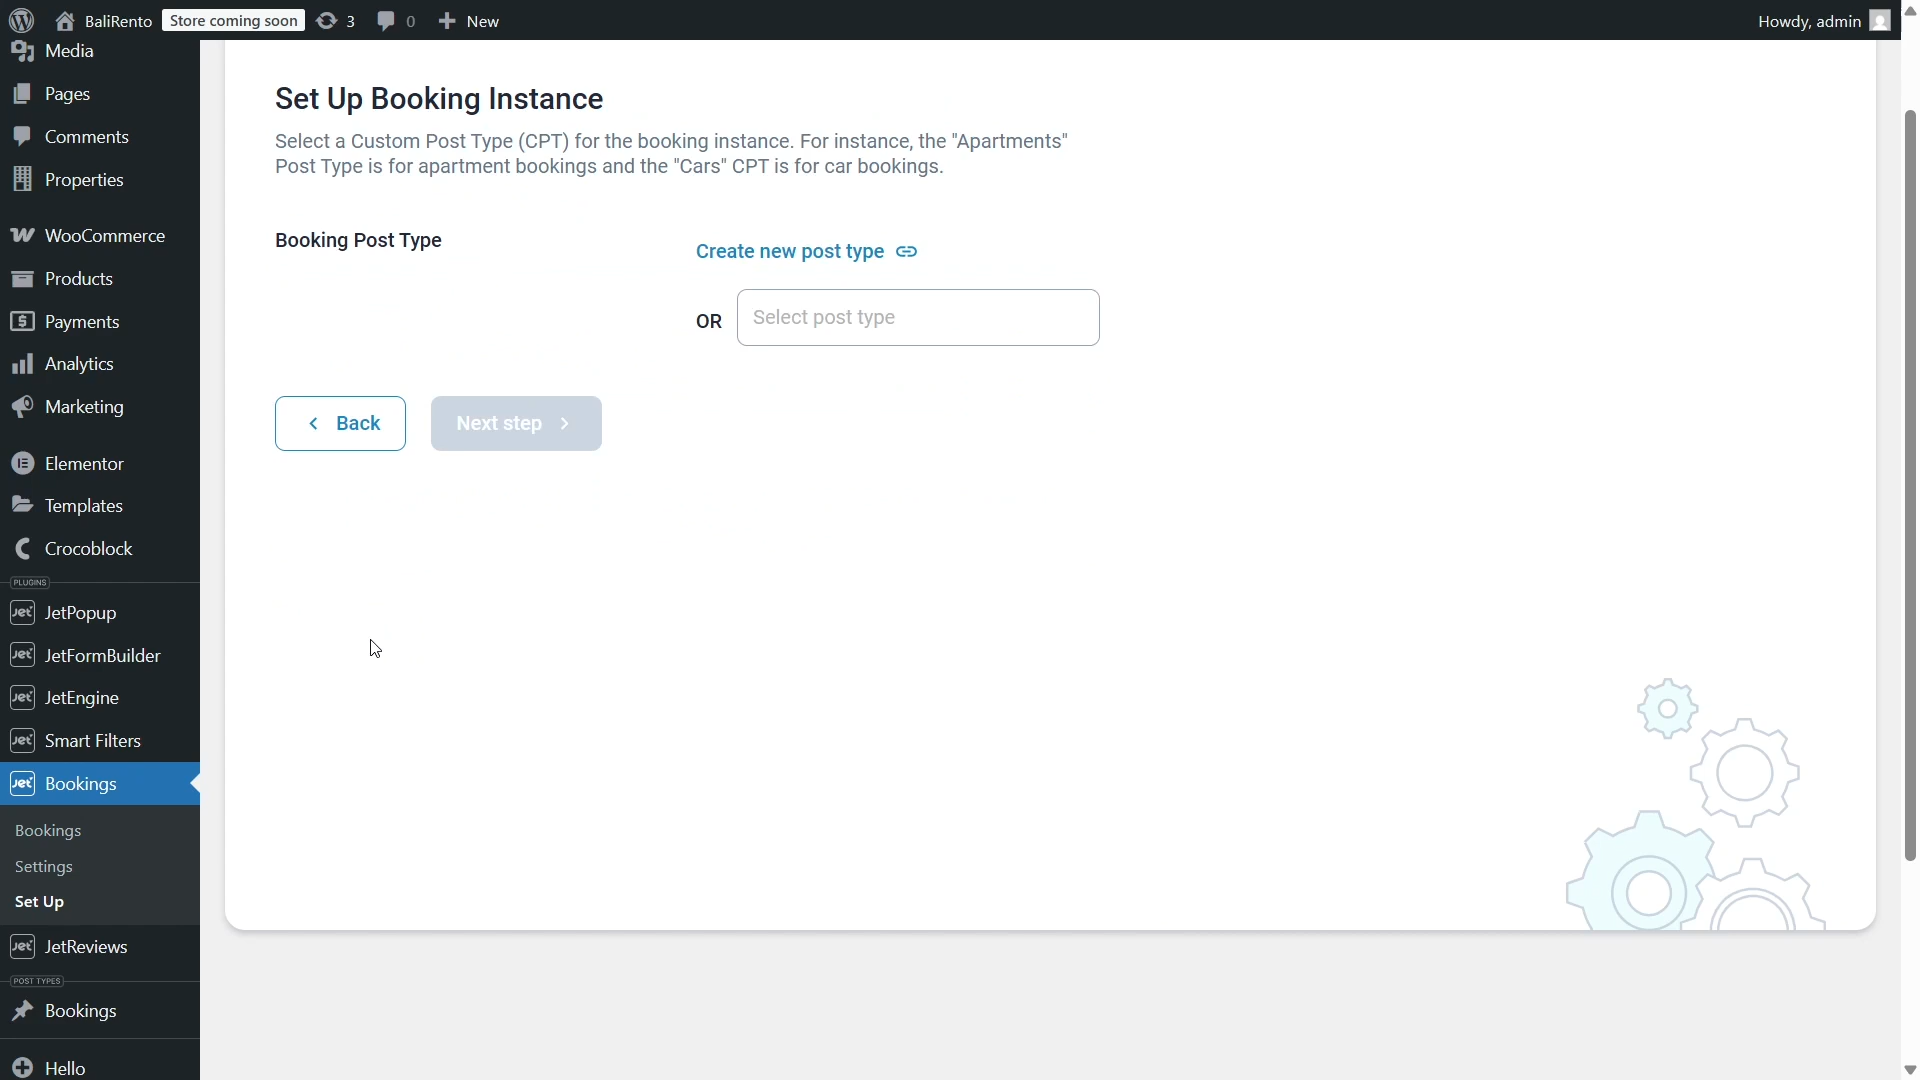 BaliRento
Store coming soon
3
0
New
Howdy, admin
Media
Pages
Comments
Properties
WooCommerce
Products
Payments
Analytics
Marketing
Elementor
Templates
Crocoblock
PLUGINS
JetPopup
JetFormBuilder
JetEngine
Smart Filters
Bookings
Bookings
Settings
Set Up
JetReviews
POST TYPES
Bookings
Hello
Set Up Booking Instance
Select a Custom Post Type (CPT) for the booking instance. For instance, the "Apartments"
Post Type is for apartment bookings and the "Cars" CPT is for car bookings.
Booking Post Type
Create new post type
OR
Select post type
Back
Next step